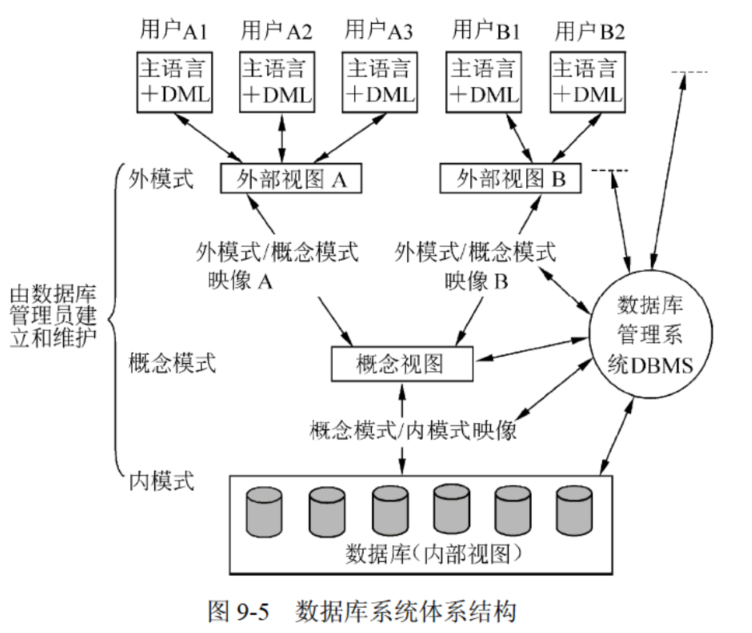 用户A1
用户A2
用户A3
用户B1
用户B2
主语言
+DML
主语言
+DML
主语言
+DML
主语言
+DML
主语言
+DML
外模式
外部视图 A
外部视图 B
外模式/概念模式
映像 A
外模式/概念模式
映像 B
由数据库
管理员建
立和维护
数据库
管理系
统DBMS
概念模式
概念视图
概念模式/内模式映像
内模式
数据库(内部视图)
图 9-5 数据库系统体系结构